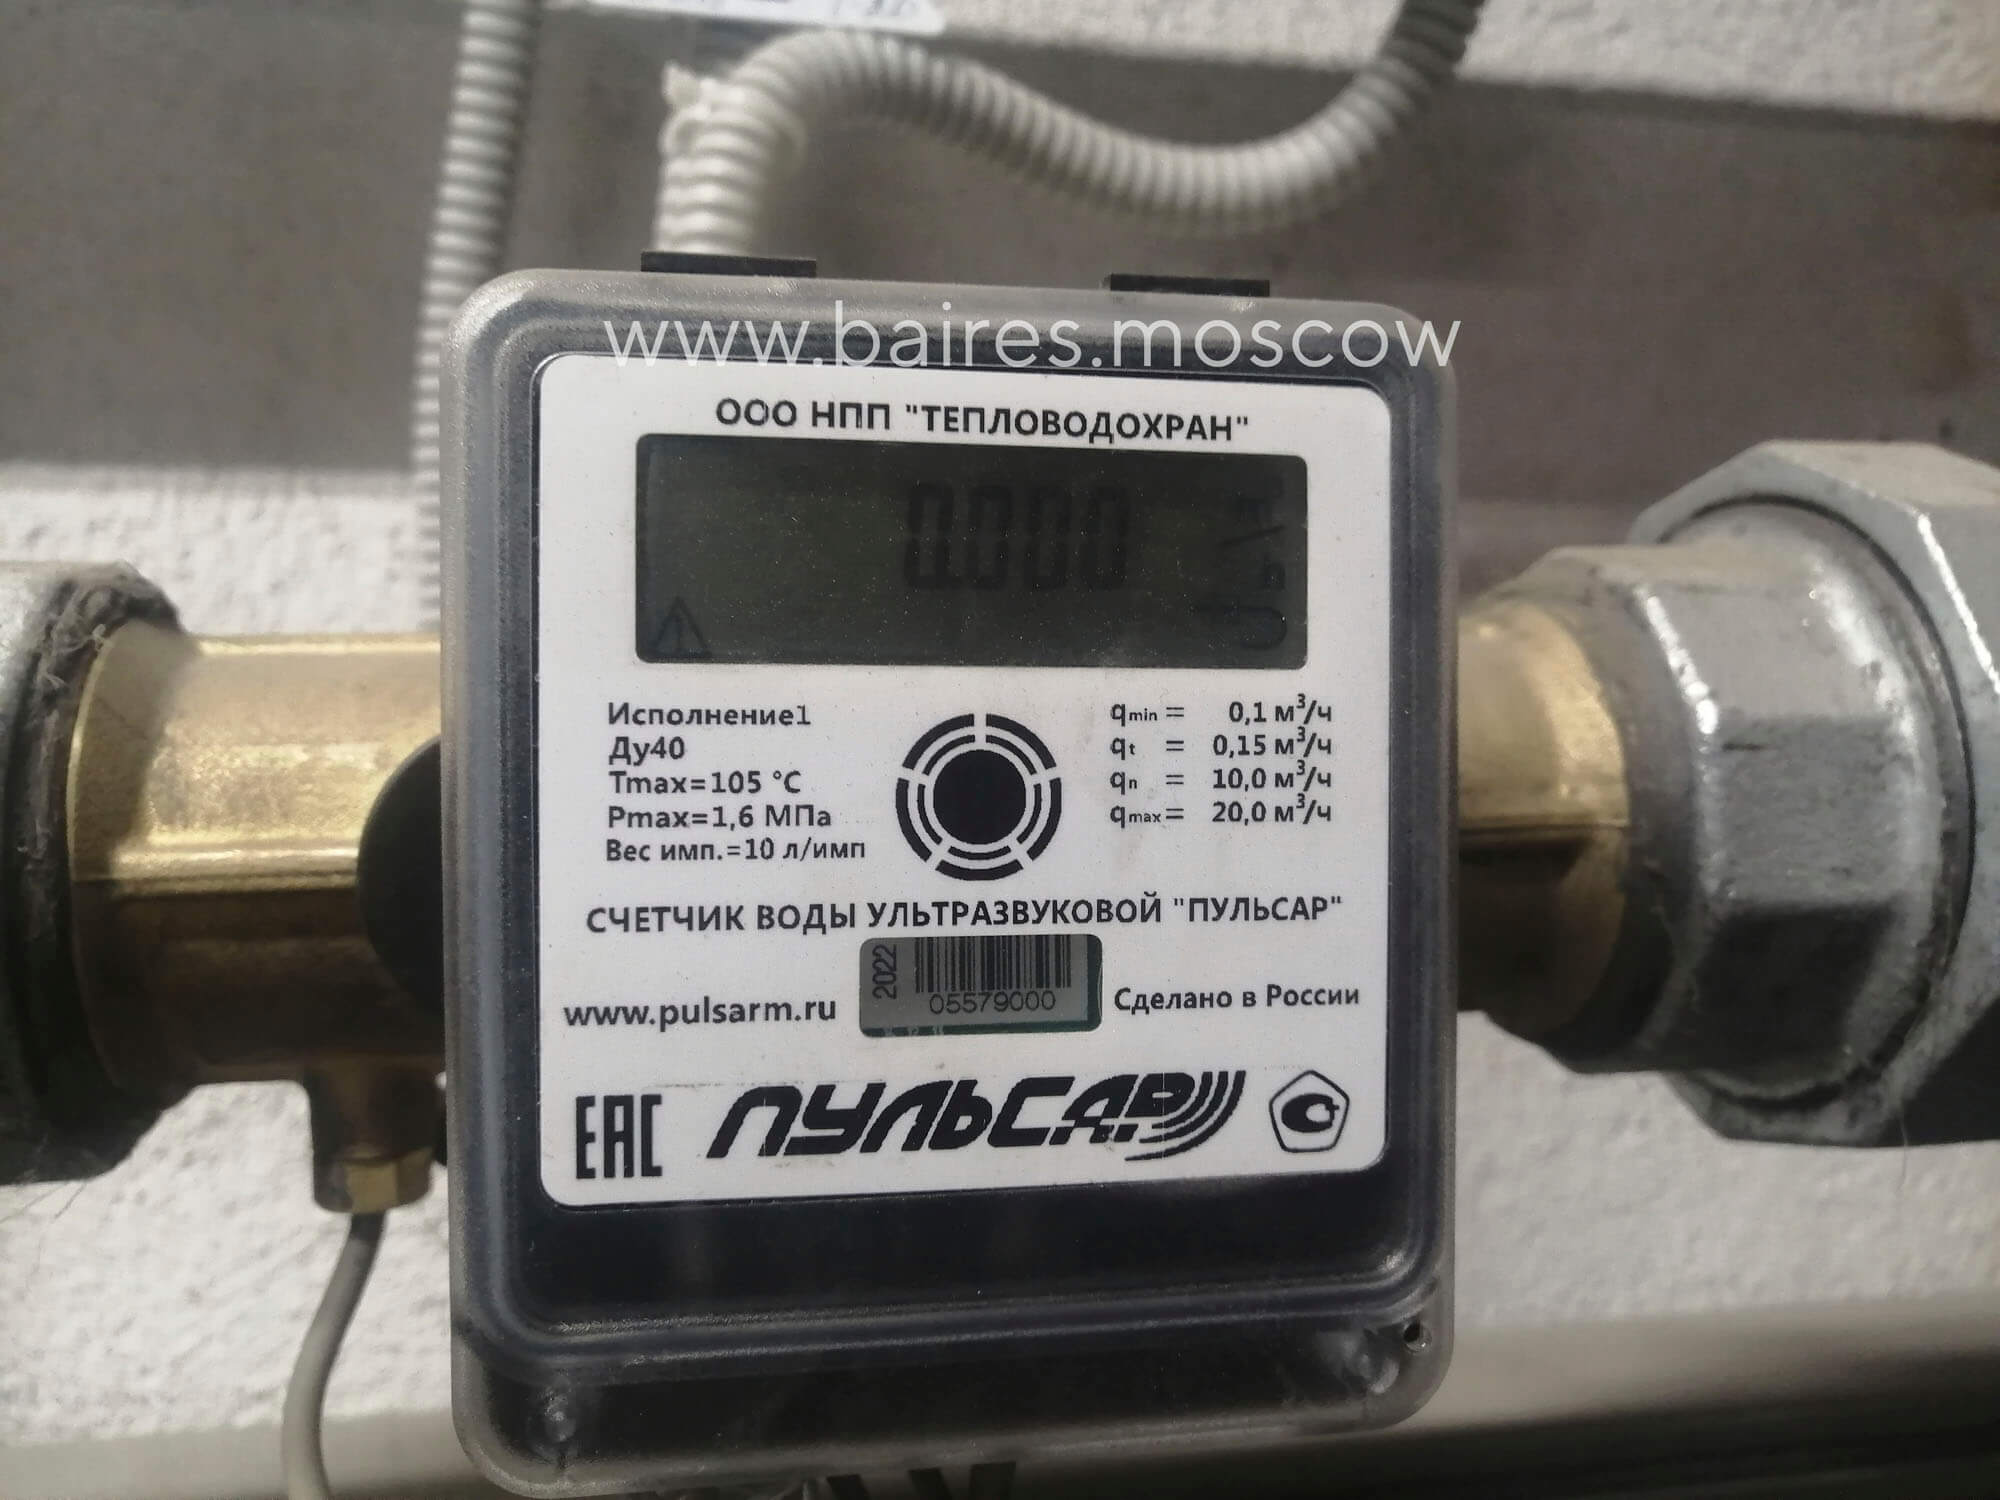 www.baires.moscow
ООО НПП "ТЕПЛОВОДОХРАН"
0.000
Исполнение1
Ду40
Tmax=105 °C
Pmax=1,6 МПа
Вес имп.=10 л/имп
qmin = 0,1 м³/ч
qt = 0,15 м³/ч
qn = 10,0 м³/ч
qmax = 20,0 м³/ч
СЧЕТЧИК ВОДЫ УЛЬТРАЗВУКОВОЙ "ПУЛЬСАР"
www.pulsarm.ru
2022
05579000
Сделано в России
EAC
ПУЛЬСАР